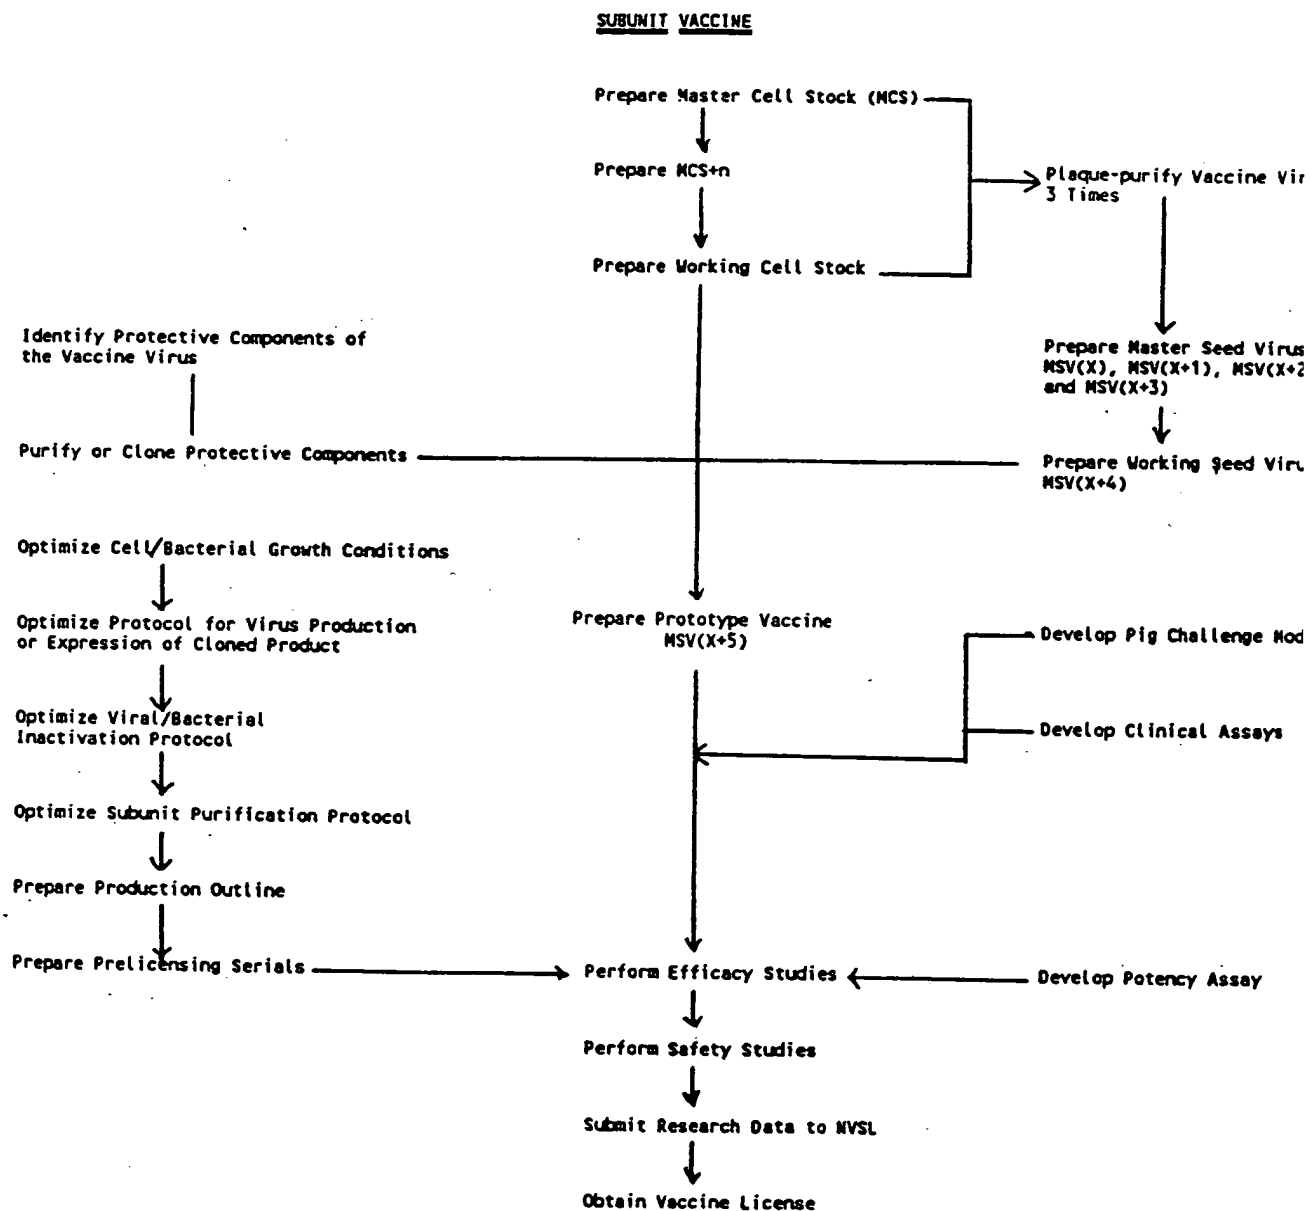 SUBUNIT VACCINE
Prepare Master Cell Stock (MCS)
Prepare MCS+n
Plaque-purify Vaccine Vir
3 Times
Prepare Working Cell Stock
Identify Protective Components of
the Vaccine Virus
Prepare Master Seed Virus
MSV(X), MSV(X+1), MSV(X+2
and MSV(X+3)
Purify or Clone Protective Components
Prepare Working Seed Viru
MSV(X+4)
Optimize Cell/Bacterial Growth Conditions
Optimize Protocol for Virus Production
or Expression of Cloned Product
Prepare Prototype Vaccine
MSV(X+5)
Develop Pig Challenge Mod
Optimize Viral/Bacterial
Inactivation Protocol
Develop Clinical Assays
Optimize Subunit Purification Protocol
Prepare Production Outline
Prepare Prelicensing Serials
Perform Efficacy Studies
Develop Potency Assay
Perform Safety Studies
Submit Research Data to NVSL
Obtain Vaccine License